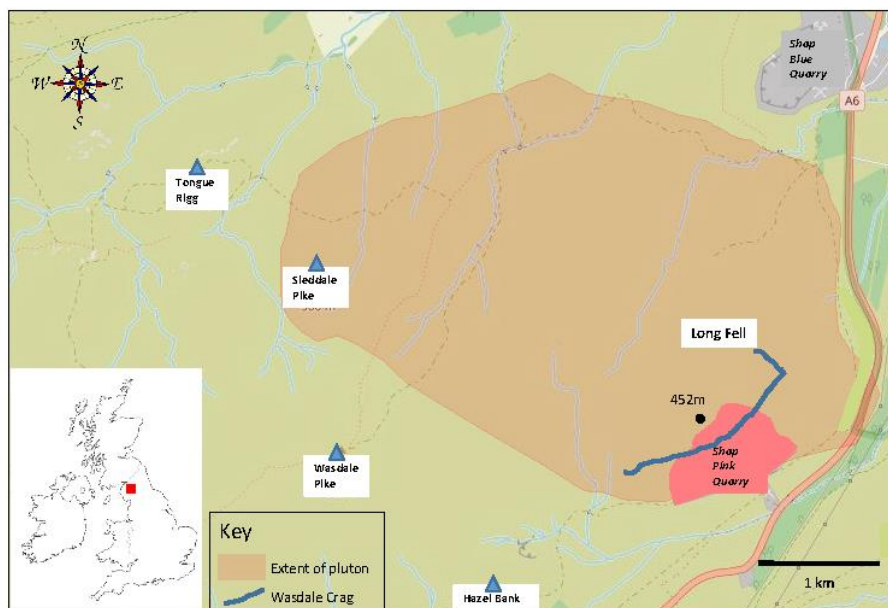 N
W
E
S
Shap
Blue
Quarry
A6
Tongue
Rigg
Sleddale
Pike
Long Fell
452m
Shap
Pink
Quarry
Wasdale
Pike
Key
Extent of pluton
Wasdale Crag
Hazel Bank
1 km